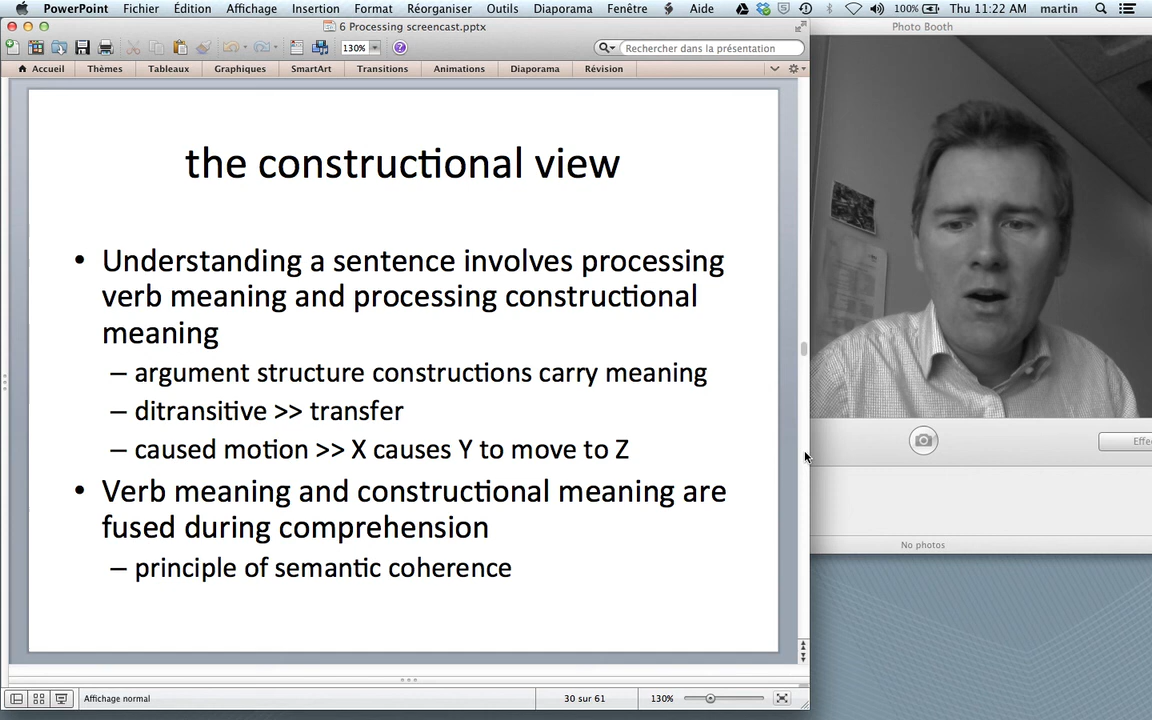 PowerPoint Fichier Édition Affichage Insertion Format Réorganiser Outils Diaporama Fenêtre Aide 100% Thu 11:22 AM martin
6 Processing screencast.pptx
Photo Booth
130% ? Rechercher dans la présentation
Accueil Thèmes Tableaux Graphiques SmartArt Transitions Animations Diaporama Révision
the constructional view
• Understanding a sentence involves processing
verb meaning and processing constructional
meaning
– argument structure constructions carry meaning
– ditransitive >> transfer
– caused motion >> X causes Y to move to Z
• Verb meaning and constructional meaning are
fused during comprehension
– principle of semantic coherence
Effe
No photos
Affichage normal 30 sur 61 130%